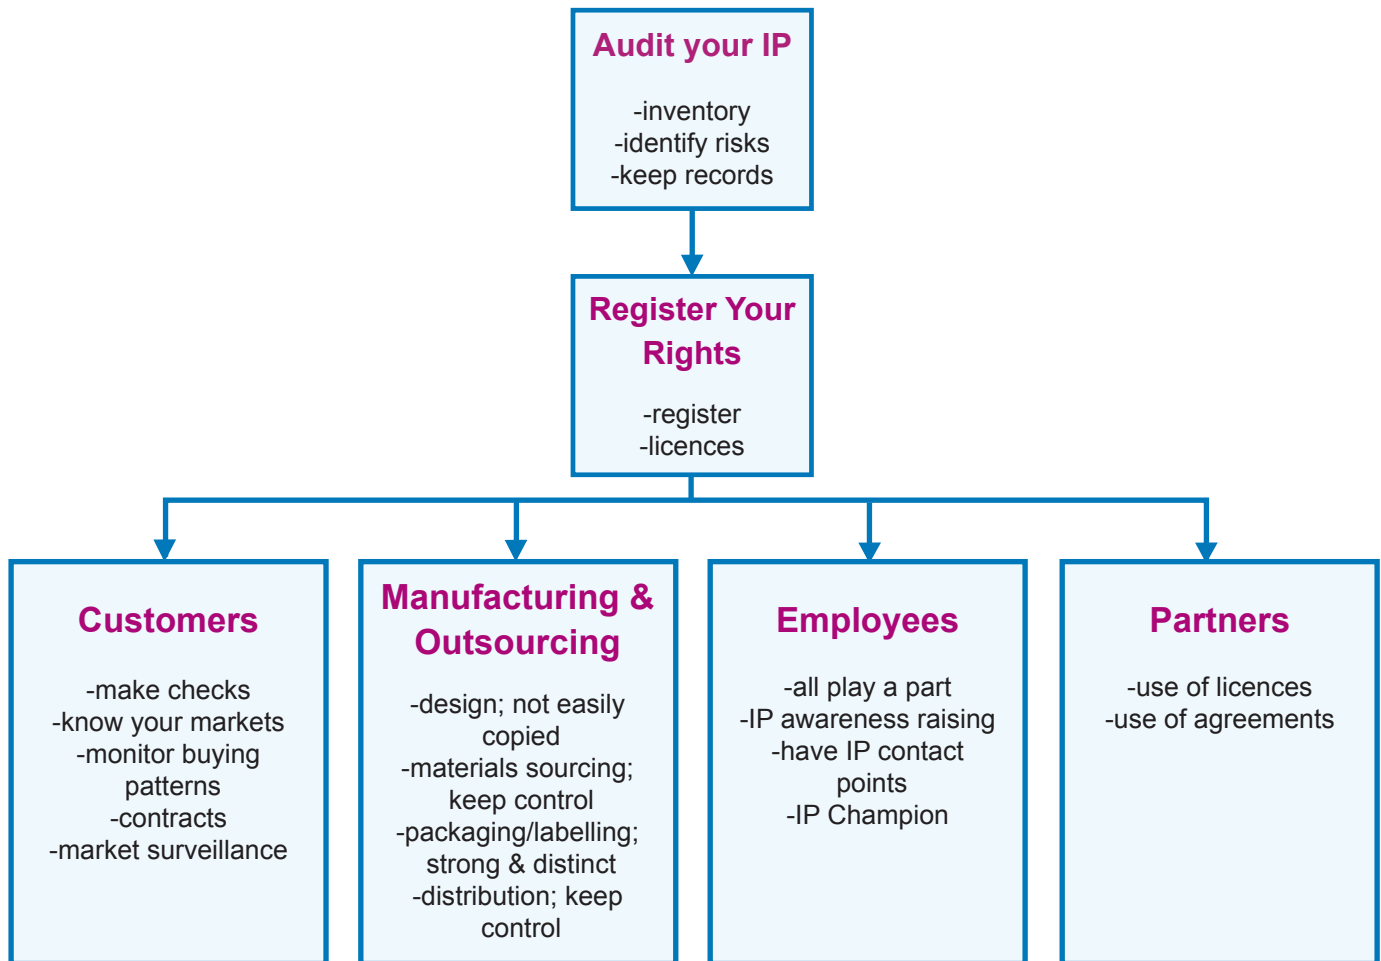 Audit your IP
-inventory
-identify risks
-keep records
Register Your
Rights
-register
-licences
Customers
-make checks
-know your markets
-monitor buying
patterns
-contracts
-market surveillance
Manufacturing &
Outsourcing
-design; not easily
copied
-materials sourcing;
keep control
-packaging/labelling;
strong & distinct
-distribution; keep
control
Employees
-all play a part
-IP awareness raising
-have IP contact
points
-IP Champion
Partners
-use of licences
-use of agreements